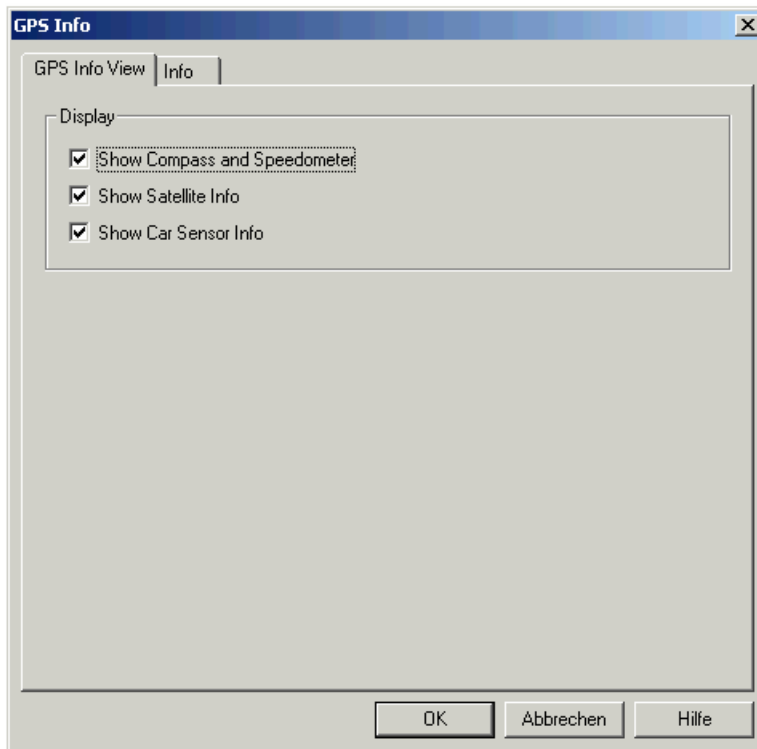 GPS Info
GPS Info View Info
Display
Show Compass and Speedometer
Show Satellite Info
Show Car Sensor Info
OK Abbrechen Hilfe